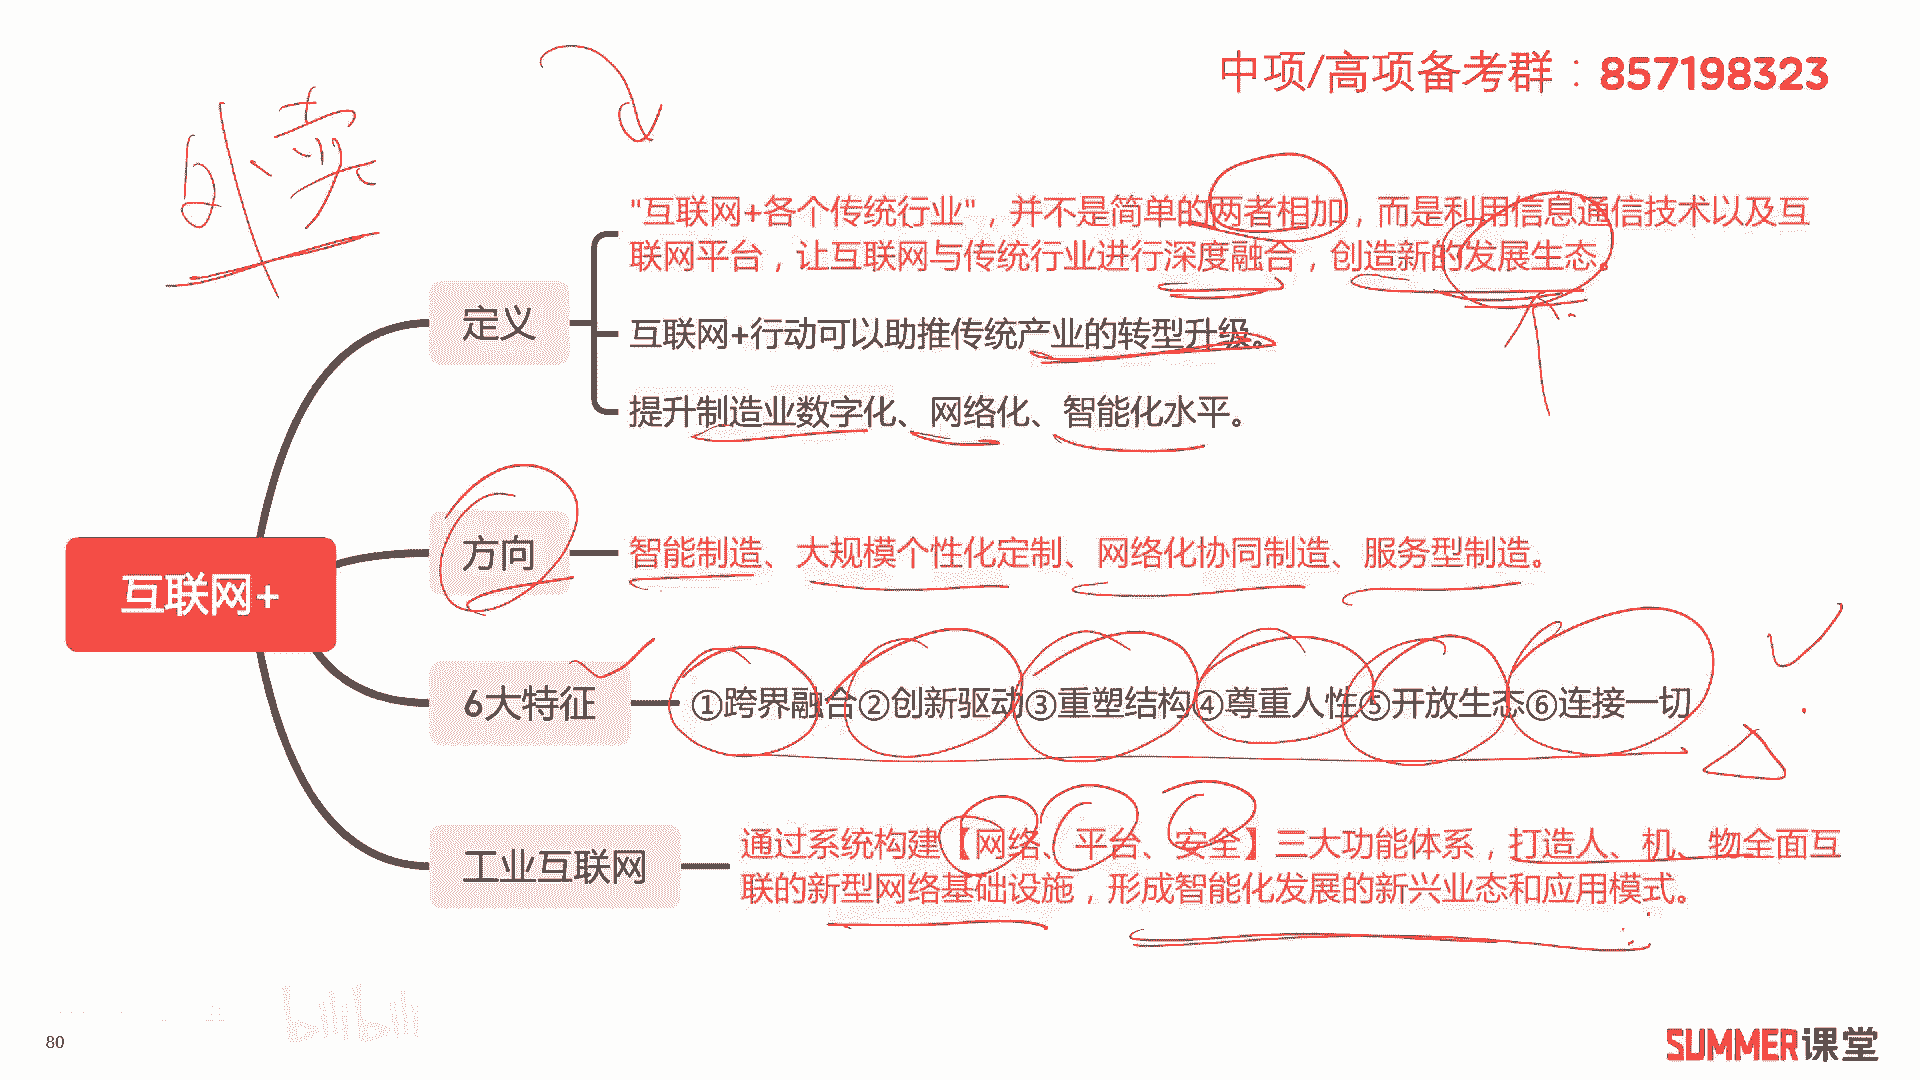 中项/高项备考群：857198323
外卖
"互联网+各个传统行业"，并不是简单的两者相加，而是利用信息通信技术以及互
联网平台，让互联网与传统行业进行深度融合，创造新的发展生态。
定义
互联网+行动可以助推传统产业的转型升级。
提升制造业数字化、网络化、智能化水平。
方向
智能制造、大规模个性化定制、网络化协同制造、服务型制造。
互联网+
6大特征
①跨界融合②创新驱动③重塑结构④尊重人性⑤开放生态⑥连接一切
工业互联网
通过系统构建【网络、平台、安全】三大功能体系，打造人、机、物全面互
联的新型网络基础设施，形成智能化发展的新兴业态和应用模式。
bilibili
80
SUMMER课堂